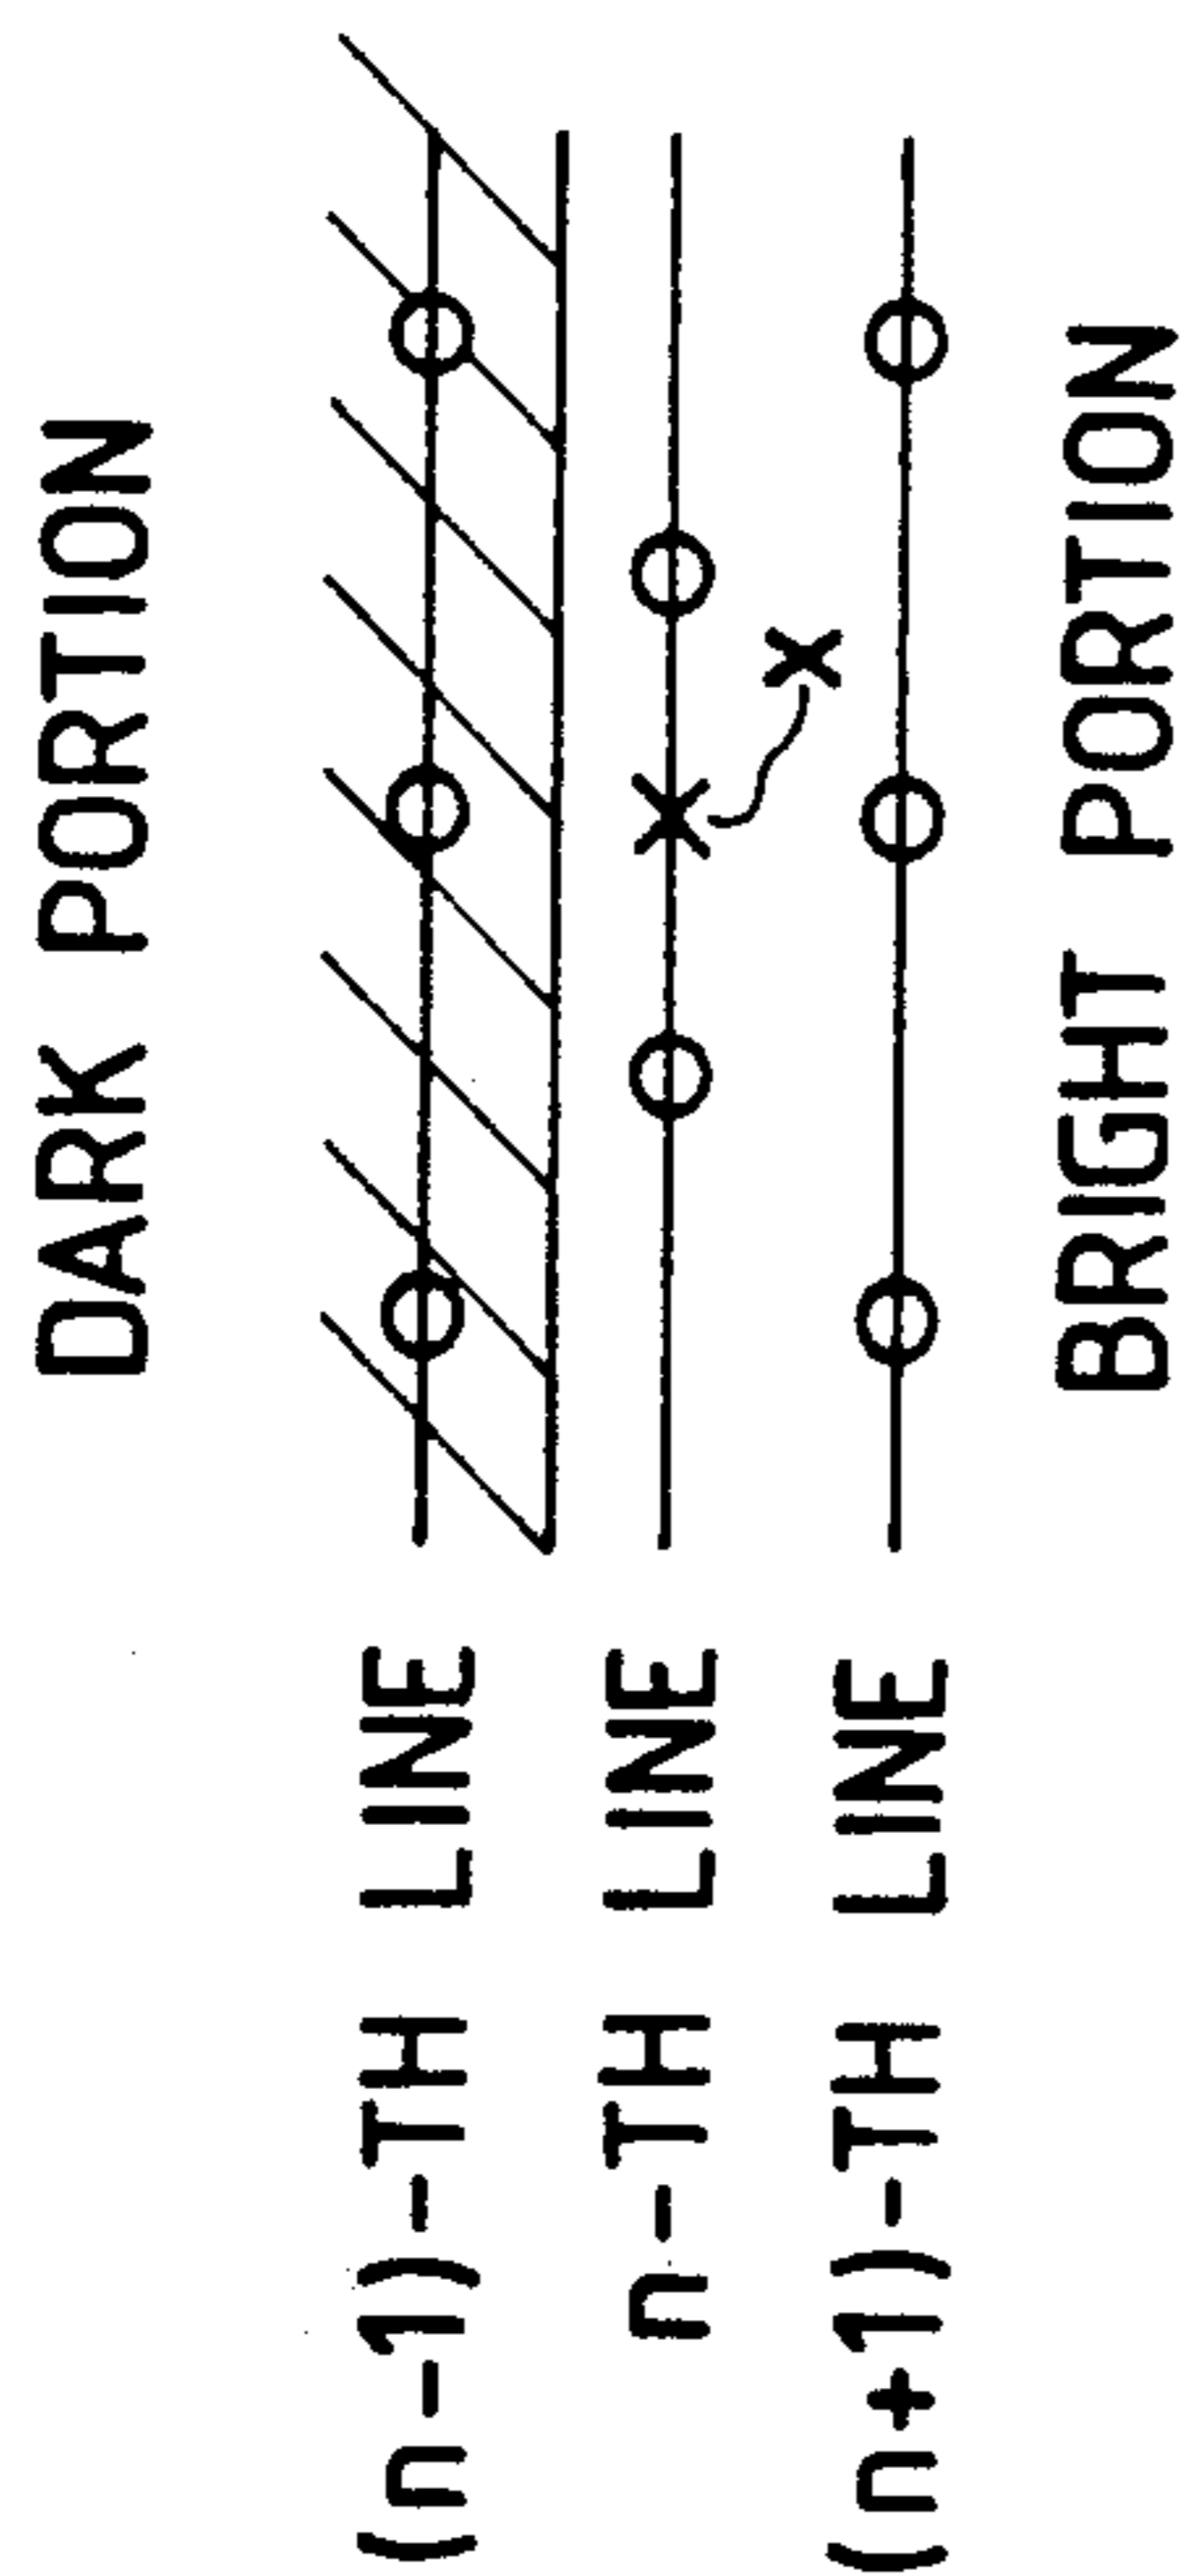 DARK PORTION
(n-1)-TH LINE
n-TH LINE
x
(n+1)-TH LINE
BRIGHT PORTION